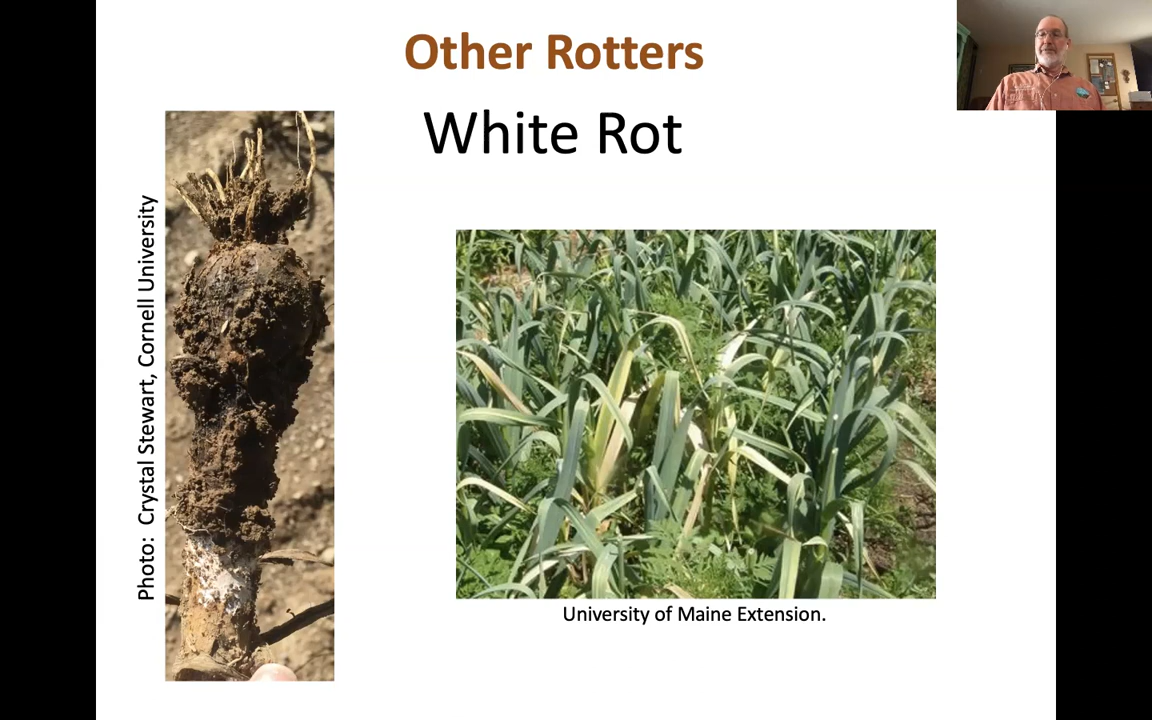 Other Rotters
White Rot
Photo: Crystal Stewart, Cornell University
University of Maine Extension.